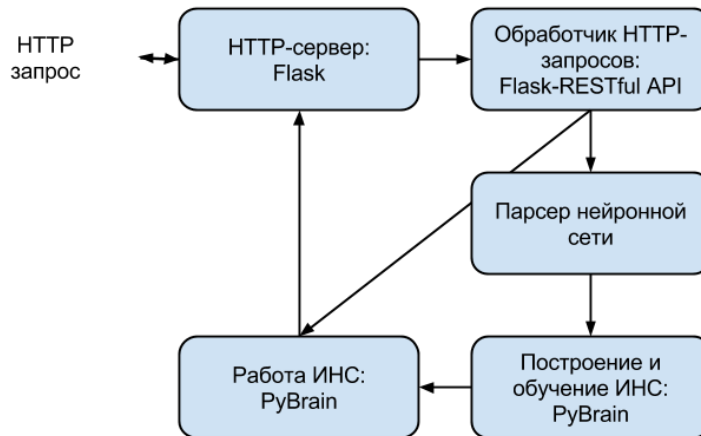 HTTP
запрос
HTTP-сервер:
Flask
Обработчик HTTP-
запросов:
Flask-RESTful API
Парсер нейронной
сети
Работа ИНС:
PyBrain
Построение и
обучение ИНС:
PyBrain